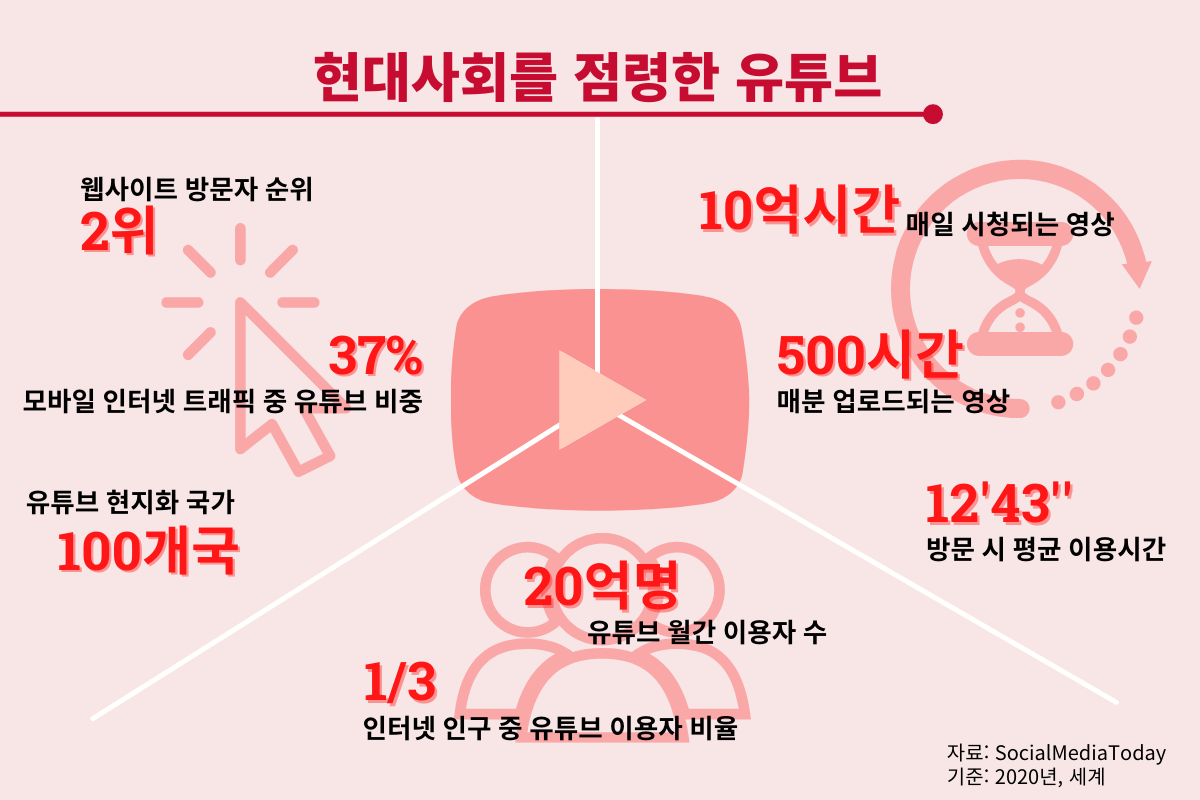 현대사회를 점령한 유튜브
웹사이트 방문자 순위
2위
37%
모바일 인터넷 트래픽 중 유튜브 비중
유튜브 현지화 국가
100개국
10억시간 매일 시청되는 영상
500시간
매분 업로드되는 영상
12'43"
방문 시 평균 이용시간
20억명
유튜브 월간 이용자 수
1/3
인터넷 인구 중 유튜브 이용자 비율
자료: SocialMediaToday
기준: 2020년, 세계